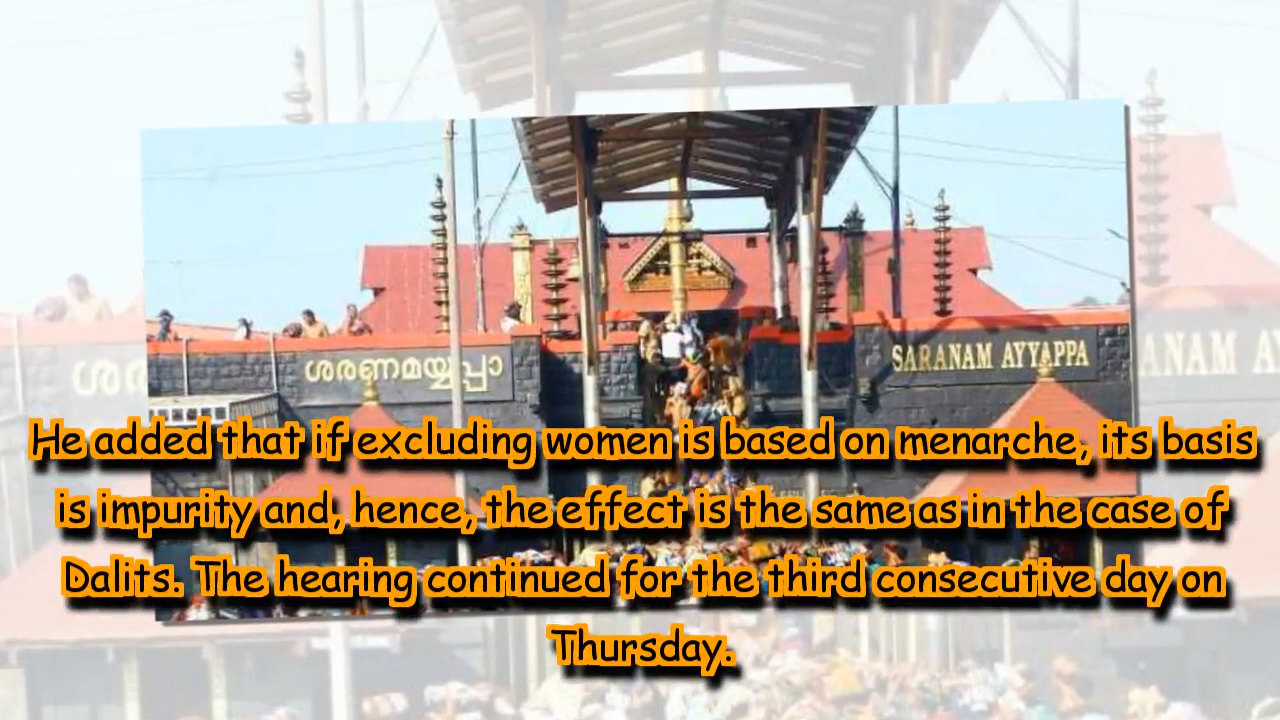 ശരണമയ്യപ്പാ
SARANAM AYYAPPA
ശര
ANAM A
He added that if excluding women is based on menarche, its basis
is impurity and, hence, the effect is the same as in the case of
Dalits. The hearing continued for the third consecutive day on
Thursday.